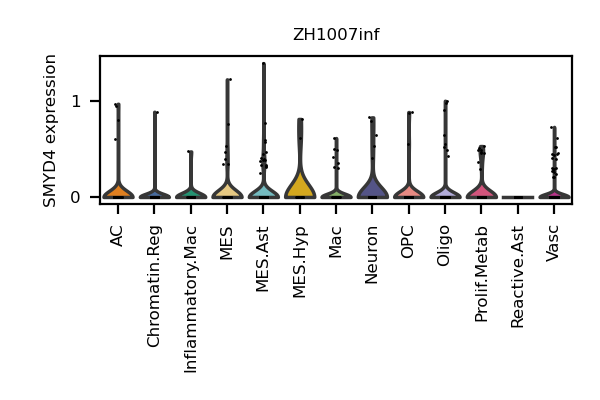 ZH1007inf
SMYD4 expression
1
0
AC
Chromatin.Reg
Inflammatory.Mac
MES
MES.Ast
MES.Hyp
Mac
Neuron
OPC
Oligo
Prolif.Metab
Reactive.Ast
Vasc